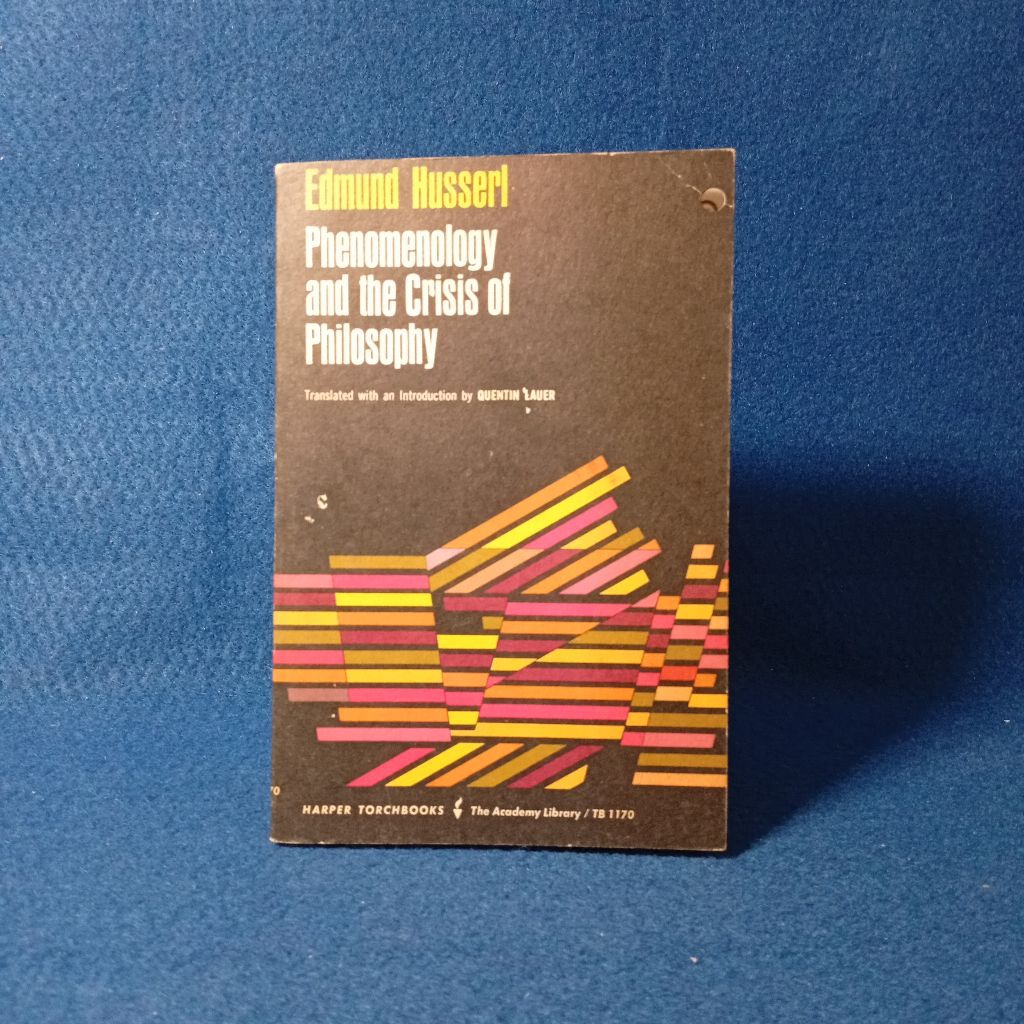 Edmund Husserl
Phenomenology
and the Crisis of
Philosophy
Translated with an Introduction by QUENTIN LAUER
HARPER TORCHBOOKS The Academy Library / TB 1170